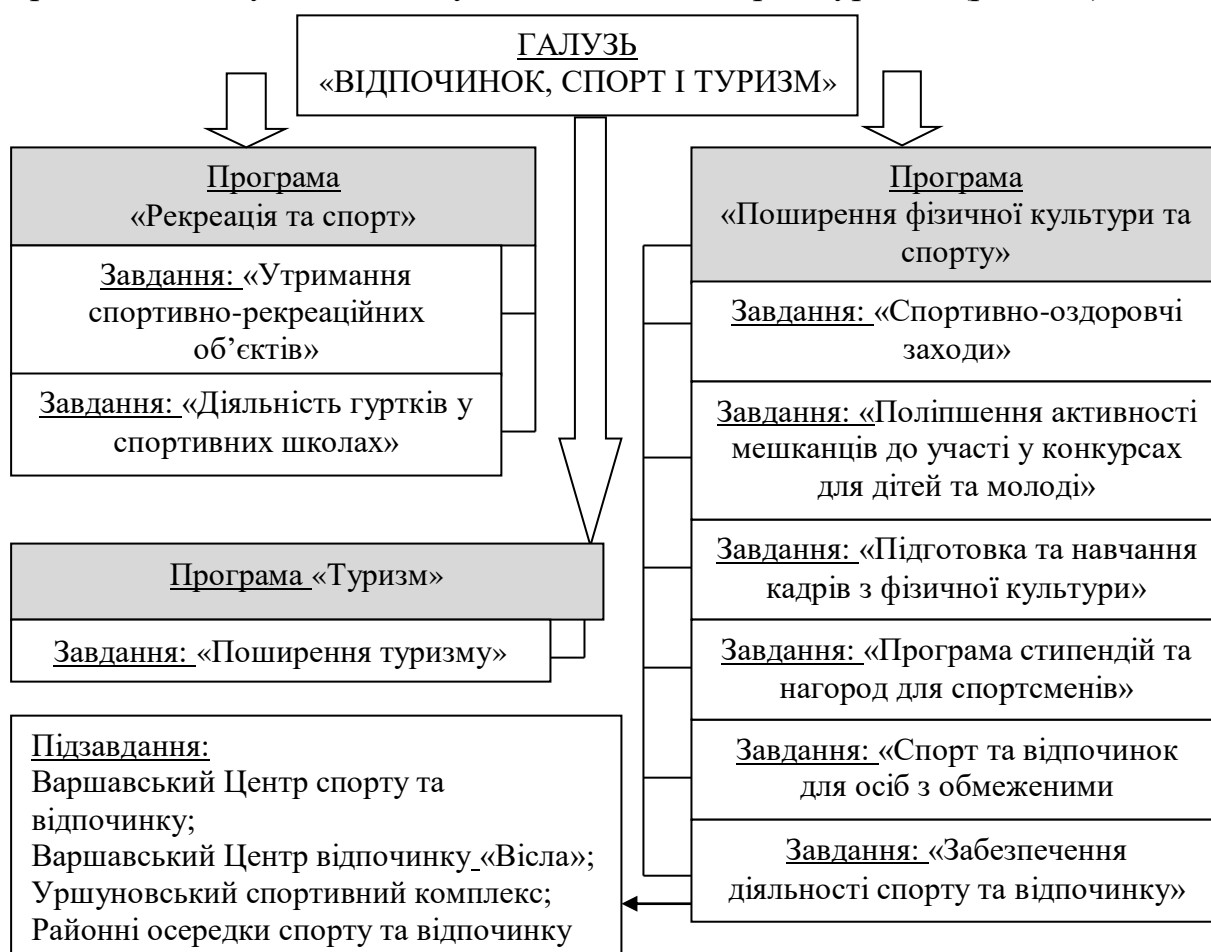 ГАЛУЗЬ
«ВІДПОЧИНОК, СПОРТ І ТУРИЗМ»
Програма
«Рекреація та спорт»
Завдання: «Утримання
спортивно-рекреаційних
об’єктів»
Завдання: «Діяльність гуртків у
спортивних школах»
Програма «Туризм»
Завдання: «Поширення туризму»
Підзавдання:
Варшавський Центр спорту та
відпочинку;
Варшавський Центр відпочинку «Вісла»;
Уршуновський спортивний комплекс;
Районні осередки спорту та відпочинку
Програма
«Поширення фізичної культури та
спорту»
Завдання: «Спортивно-оздоровчі
заходи»
Завдання: «Поліпшення активності
мешканців до участі у конкурсах
для дітей та молоді»
Завдання: «Підготовка та навчання
кадрів з фізичної культури»
Завдання: «Програма стипендій та
нагород для спортсменів»
Завдання: «Спорт та відпочинок
для осіб з обмеженими
Завдання: «Забезпечення
діяльності спорту та відпочинку»